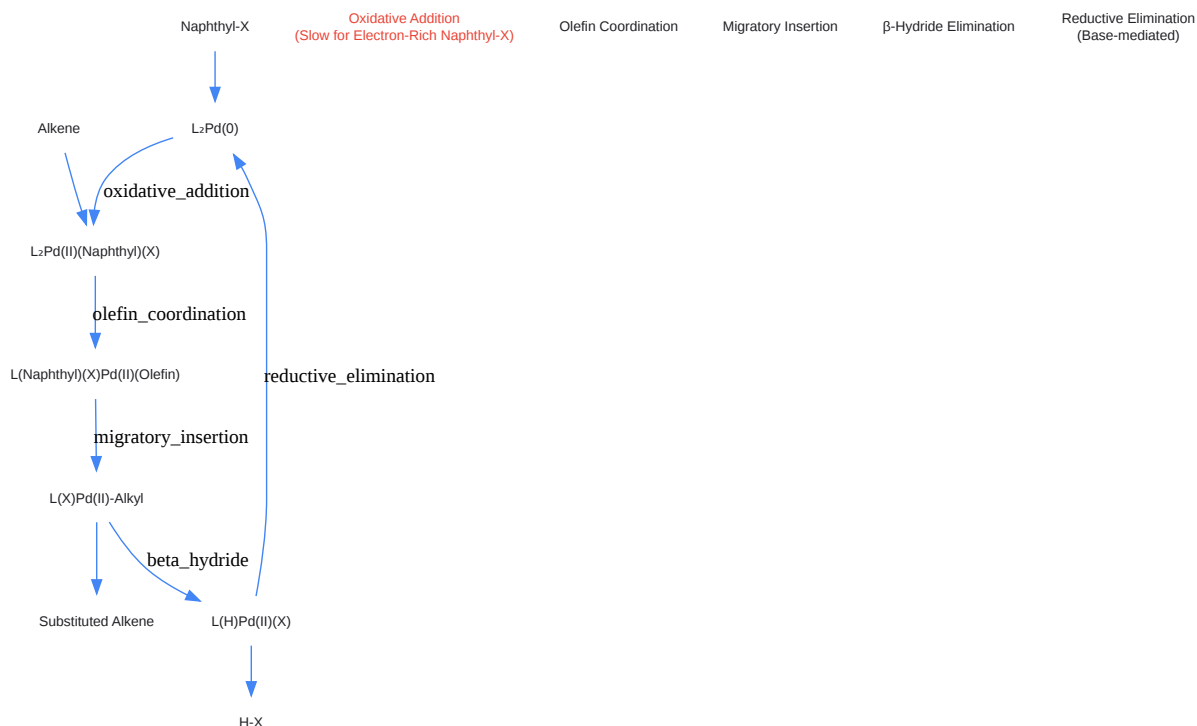 Naphthyl-X
Oxidative Addition
(Slow for Electron-Rich Naphthyl-X)
Olefin Coordination
Migratory Insertion
β-Hydride Elimination
Reductive Elimination
(Base-mediated)
Alkene
L₂Pd(0)
oxidative_addition
L₂Pd(II)(Naphthyl)(X)
olefin_coordination
L(Naphthyl)(X)Pd(II)(Olefin)
reductive_elimination
migratory_insertion
L(X)Pd(II)-Alkyl
beta_hydride
Substituted Alkene
L(H)Pd(II)(X)
H-X